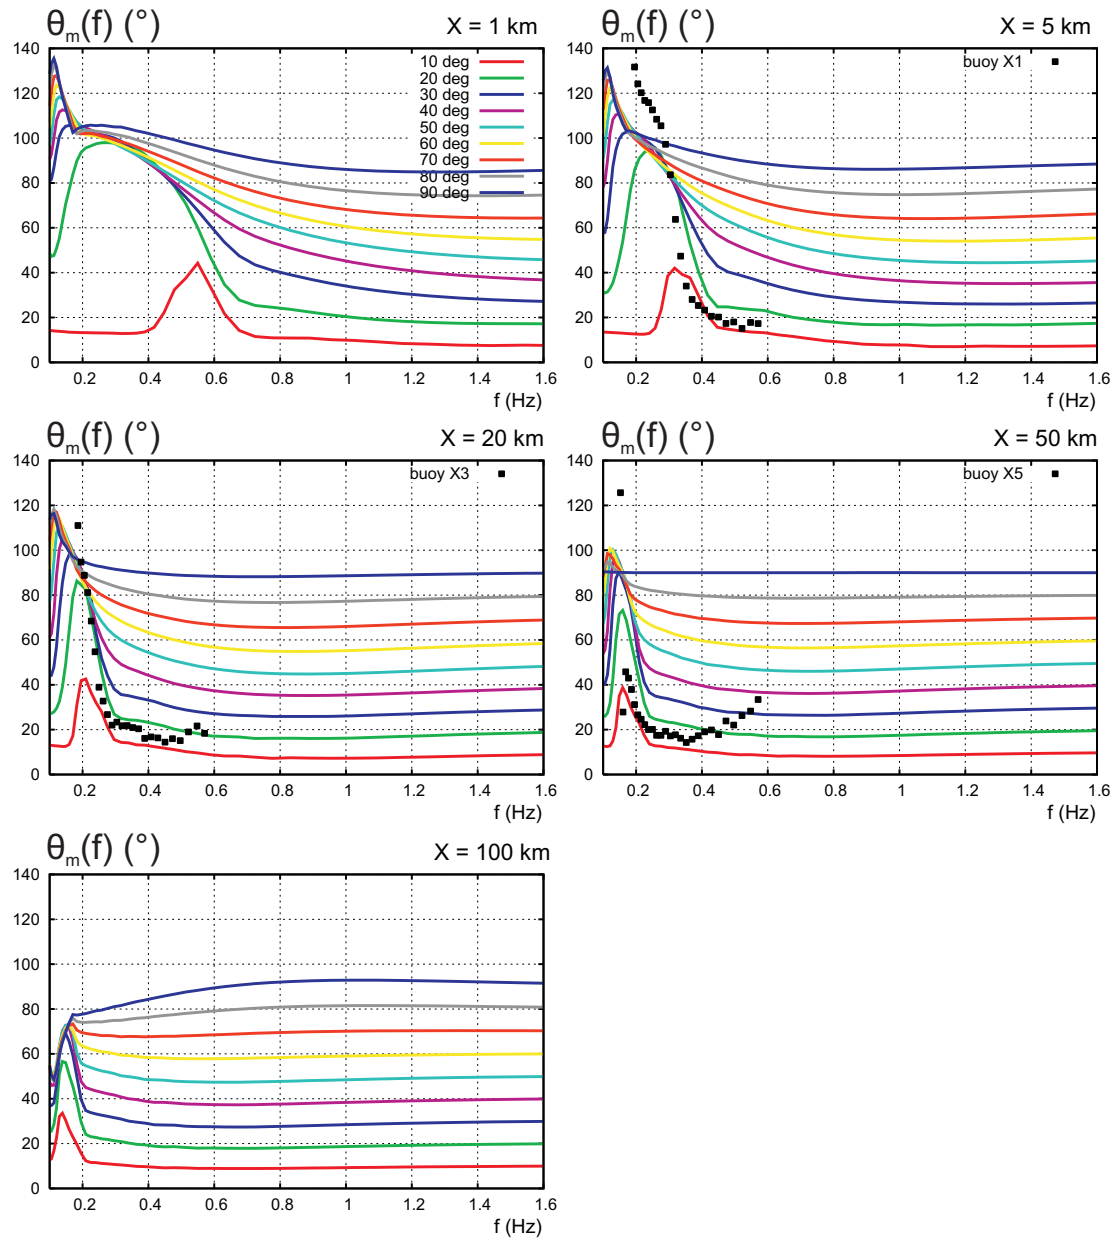 θm(f) (°) X = 1 km
140
120
100
80
60
40
20
0
10 deg
20 deg
30 deg
40 deg
50 deg
60 deg
70 deg
80 deg
90 deg
0.2 0.4 0.6 0.8 1 1.2 1.4 1.6
f (Hz)
θm(f) (°) X = 5 km
140
120
100
80
60
40
20
0
buoy X1
0.2 0.4 0.6 0.8 1 1.2 1.4 1.6
f (Hz)
θm(f) (°) X = 20 km
140
120
100
80
60
40
20
0
buoy X3
0.2 0.4 0.6 0.8 1 1.2 1.4 1.6
f (Hz)
θm(f) (°) X = 50 km
140
120
100
80
60
40
20
0
buoy X5
0.2 0.4 0.6 0.8 1 1.2 1.4 1.6
f (Hz)
θm(f) (°) X = 100 km
140
120
100
80
60
40
20
0
0.2 0.4 0.6 0.8 1 1.2 1.4 1.6
f (Hz)